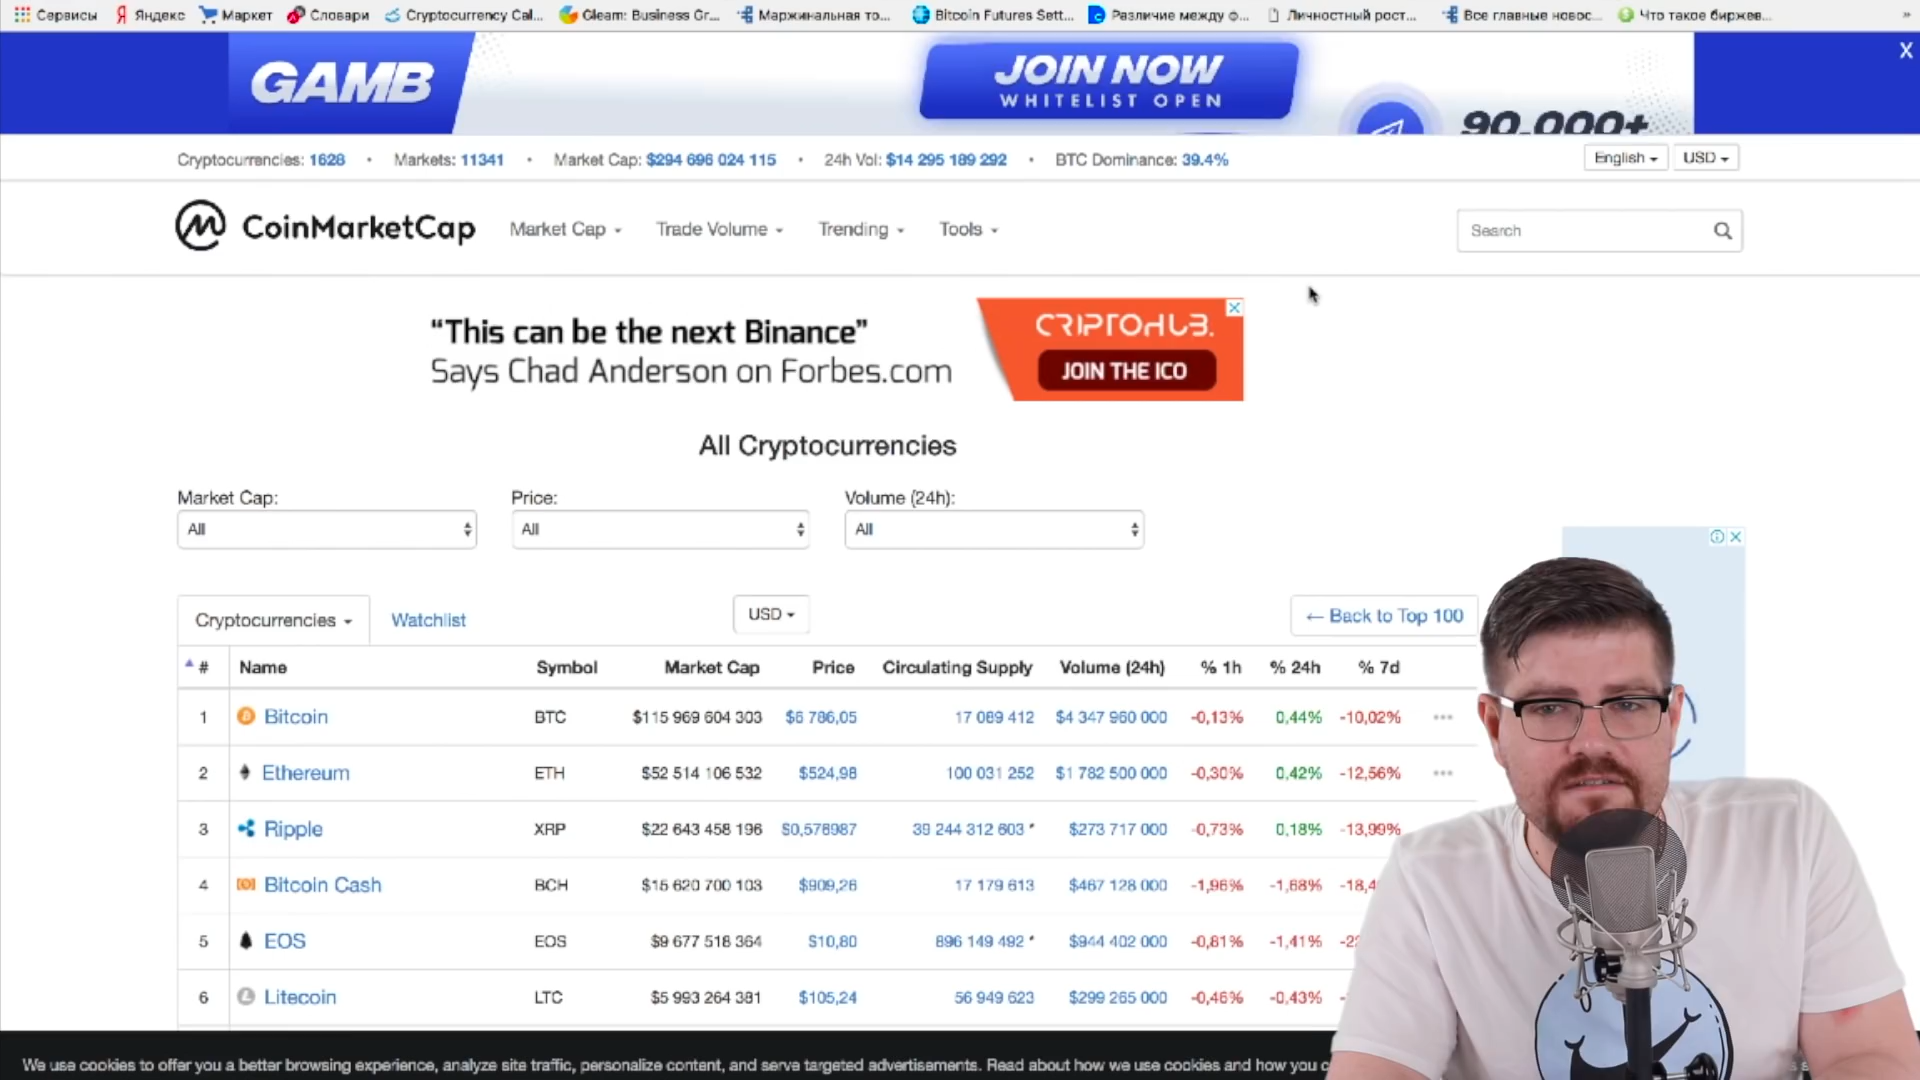 Сервисы Яндекс Маркет Словари Cryptocurrency Cal... Gleam: Business Gr... Маржинальная то... Bitcoin Futures Sett... Различие между ф... Личностный рост... Все главные новос... Что такое биржев... »
GAMB
JOIN NOW
WHITELIST OPEN
90.000+
X
Cryptocurrencies: 1628 • Markets: 11341 • Market Cap: $294 696 024 115 • 24h Vol: $14 295 189 292 • BTC Dominance: 39.4%
English USD
CoinMarketCap Market Cap Trade Volume Trending Tools Search
“This can be the next Binance”
Says Chad Anderson on Forbes.com
CRIPTOHUB.
JOIN THE ICO
All Cryptocurrencies
Market Cap: Price: Volume (24h):
All All All
Cryptocurrencies Watchlist USD ← Back to Top 100
# Name Symbol Market Cap Price Circulating Supply Volume (24h) % 1h % 24h % 7d
1 Bitcoin BTC $115 969 604 303 $6 786,05 17 089 412 $4 347 960 000 -0,13% 0,44% -10,02%
2 Ethereum ETH $52 514 106 532 $524,98 100 031 252 $1 782 500 000 -0,30% 0,42% -12,56%
3 Ripple XRP $22 643 458 196 $0,576987 39 244 312 603 * $273 717 000 -0,73% 0,18% -13,99%
4 Bitcoin Cash BCH $15 620 700 103 $909,26 17 179 613 $467 128 000 -1,96% -1,68% -18,4
5 EOS EOS $9 677 518 364 $10,80 896 149 492 * $944 402 000 -0,81% -1,41%
6 Litecoin LTC $5 993 264 381 $105,24 56 949 623 $299 265 000 -0,46% -0,43%
We use cookies to offer you a better browsing experience, analyze site traffic, personalize content, and serve targeted advertisements. Read about how we use cookies and how you c